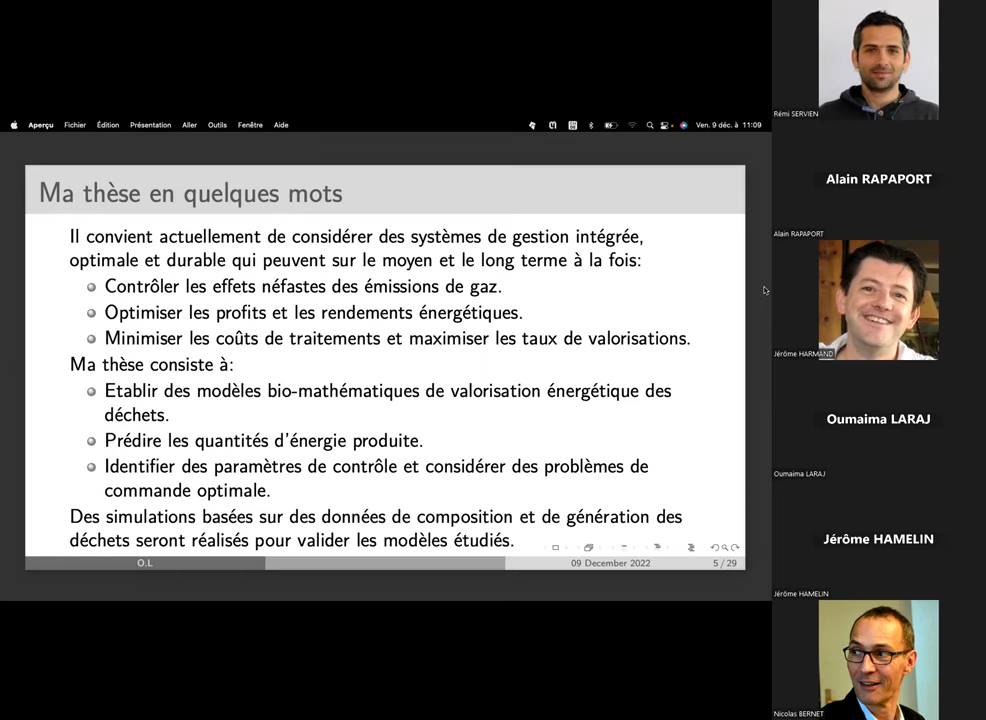 Aperçu Fichier Édition Présentation Aller Outils Fenêtre Aide Ven. 9 déc. à 11:09
Ma thèse en quelques mots
Il convient actuellement de considérer des systèmes de gestion intégrée,
optimale et durable qui peuvent sur le moyen et le long terme à la fois:
Contrôler les effets néfastes des émissions de gaz.
Optimiser les profits et les rendements énergétiques.
Minimiser les coûts de traitements et maximiser les taux de valorisations.
Ma thèse consiste à:
Etablir des modèles bio-mathématiques de valorisation énergétique des
déchets.
Prédire les quantités d'énergie produite.
Identifier des paramètres de contrôle et considérer des problèmes de
commande optimale.
Des simulations basées sur des données de composition et de génération des
déchets seront réalisés pour valider les modèles étudiés.
O.L 09 December 2022 5 / 29
Rémi SERVIEN
Alain RAPAPORT
Alain RAPAPORT
Jérôme HARMAND
Oumaima LARAJ
Oumaima LARAJ
Jérôme HAMELIN
Jérôme HAMELIN
Nicolas BERNET